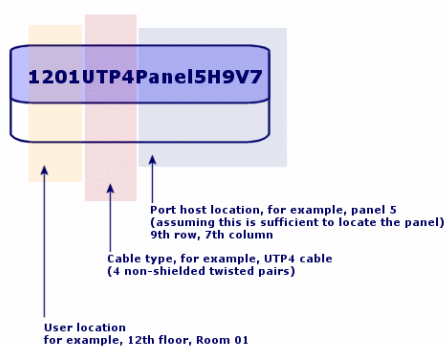 1201UTP4Panel5H9V7
Port host location, for example, panel 5
(assuming this is sufficient to locate the panel)
9th row, 7th column
Cable type, for example, UTP4 cable
(4 non-shielded twisted pairs)
User location
for example, 12th floor, Room 01